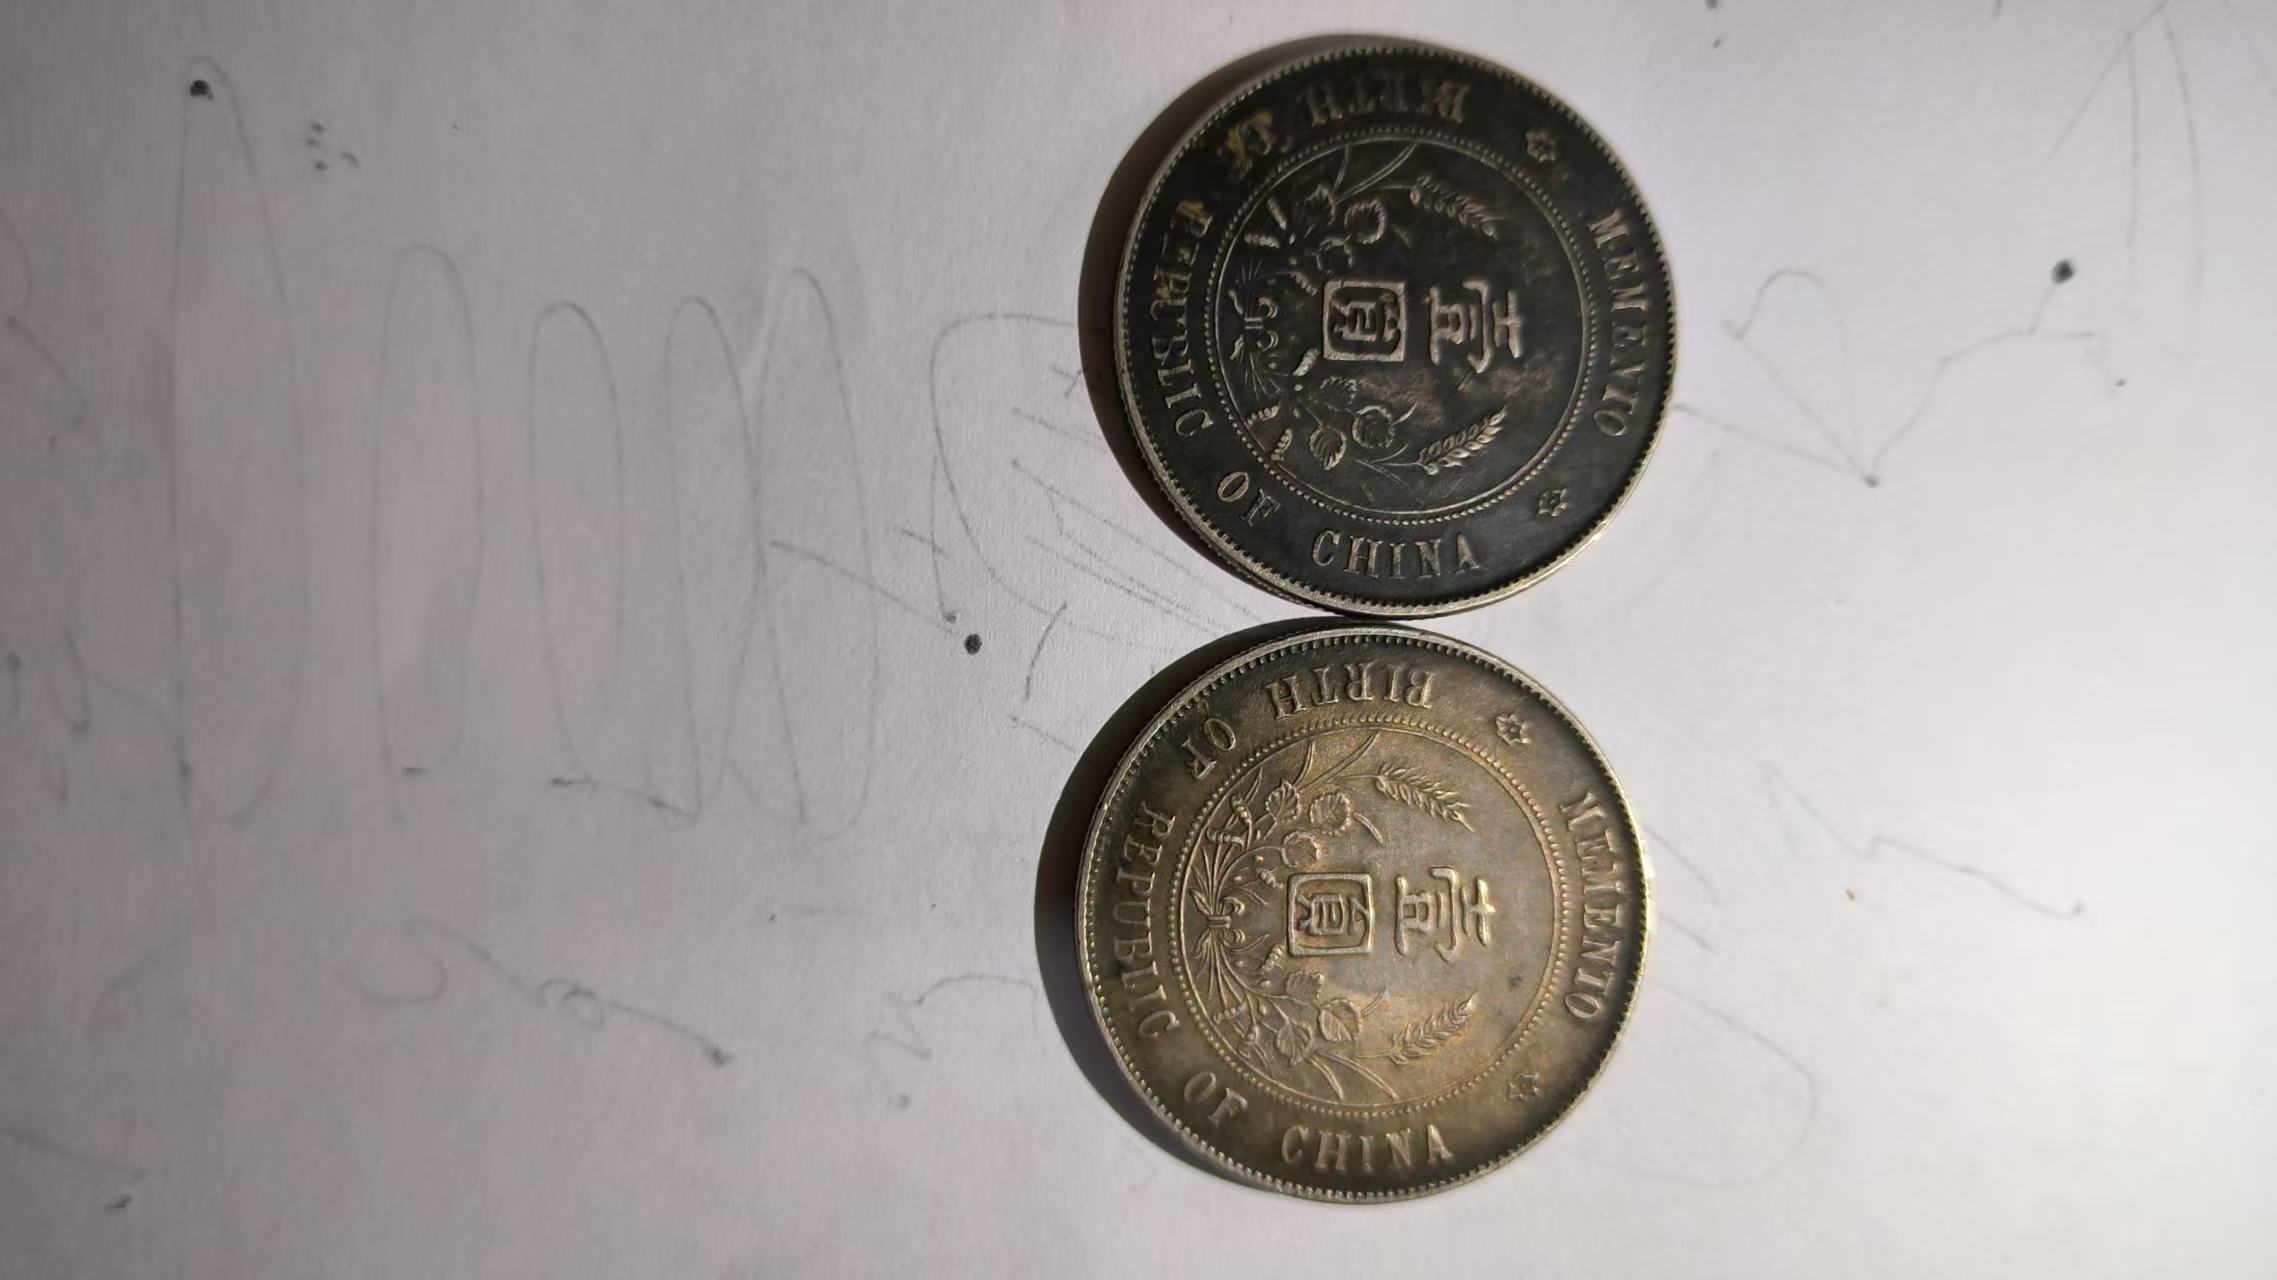 MEMENTO
BIRTH OF REPUBLIC OF CHINA
壹
圓
MEMENTO
BIRTH OF REPUBLIC OF CHINA
壹
圓